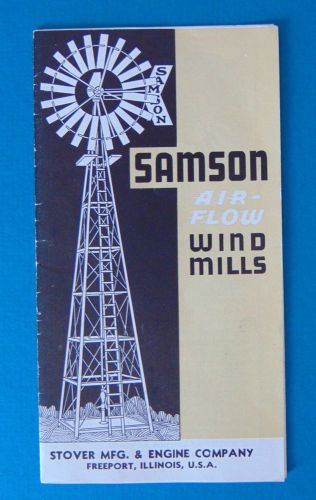 SAMSON
SAMSON
AIR-
FLOW
WIND
MILLS
STOVER MFG. & ENGINE COMPANY
FREEPORT, ILLINOIS, U.S.A.